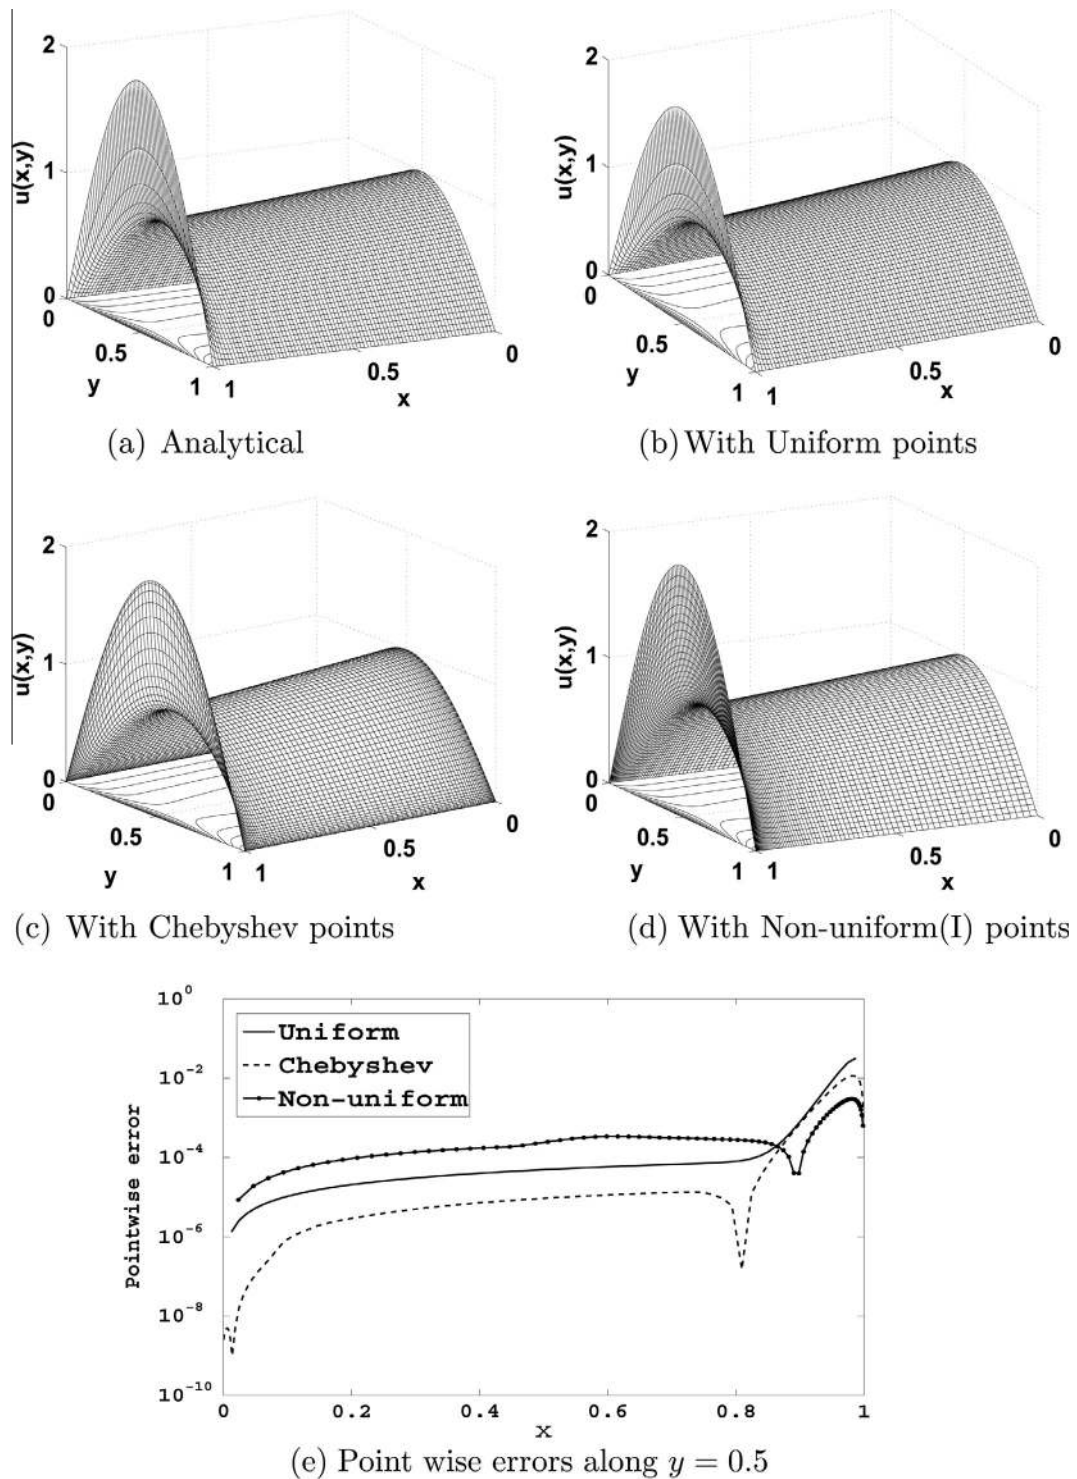 2
1
0
u(x,y)
0
0.5
1
y
1
0.5
0
x
(a) Analytical
2
1
0
u(x,y)
0
0.5
1
y
1
0.5
0
x
(b) With Uniform points
2
1
0
u(x,y)
0
0.5
1
y
1
0.5
0
x
(c) With Chebyshev points
2
1
0
u(x,y)
0
0.5
1
y
1
0.5
0
x
(d) With Non-uniform(I) points
10⁰
10⁻²
10⁻⁴
10⁻⁶
10⁻⁸
10⁻¹⁰
Pointwise error
Uniform
Chebyshev
Non-uniform
0 0.2 0.4 0.6 0.8 1
x
(e) Point wise errors along y = 0.5